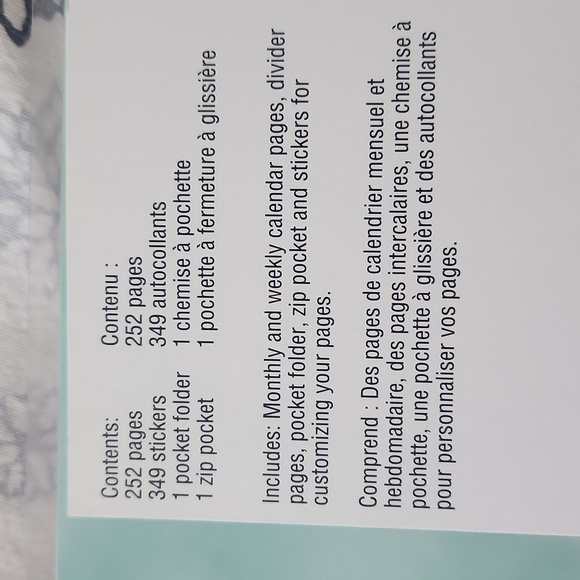 Contents:
252 pages
349 stickers
1 pocket folder
1 zip pocket
Contenu :
252 pages
349 autocollants
1 chemise à pochette
1 pochette à fermeture à glissière
Includes: Monthly and weekly calendar pages, divider
pages, pocket folder, zip pocket and stickers for
customizing your pages.
Comprend : Des pages de calendrier mensuel et
hebdomadaire, des pages intercalaires, une chemise à
pochette, une pochette à glissière et des autocollants
pour personnaliser vos pages.